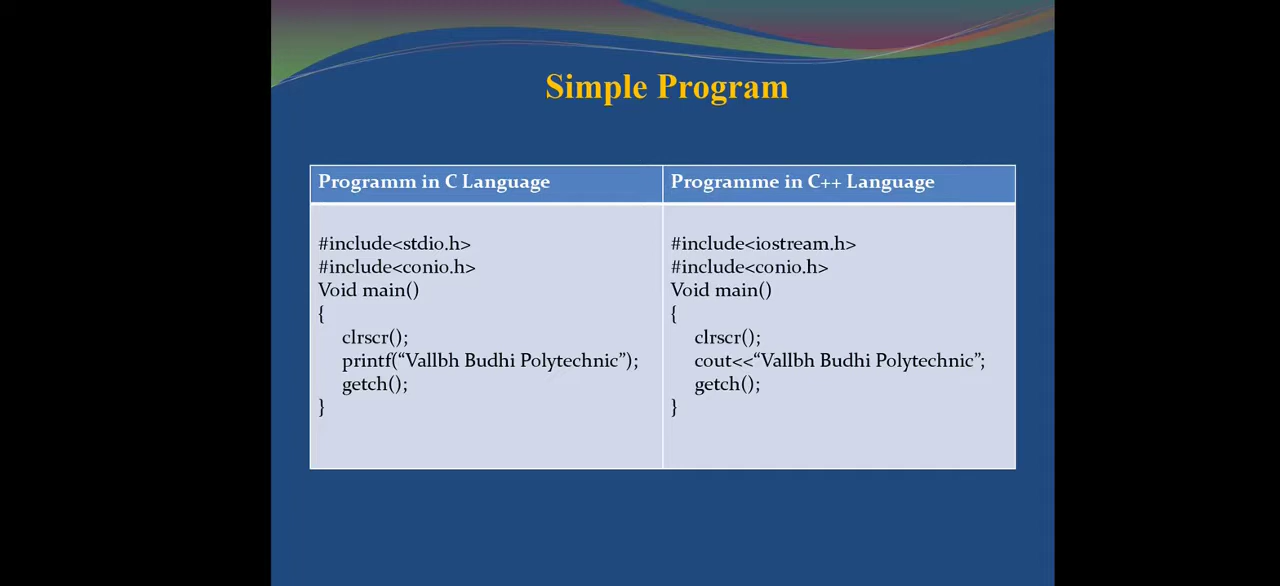 Simple Program
Programm in C Language
#include<stdio.h>
#include<conio.h>
Void main()
{
clrscr();
printf(“Vallbh Budhi Polytechnic”);
getch();
}
Programme in C++ Language
#include<iostream.h>
#include<conio.h>
Void main()
{
clrscr();
cout<<“Vallbh Budhi Polytechnic”;
getch();
}